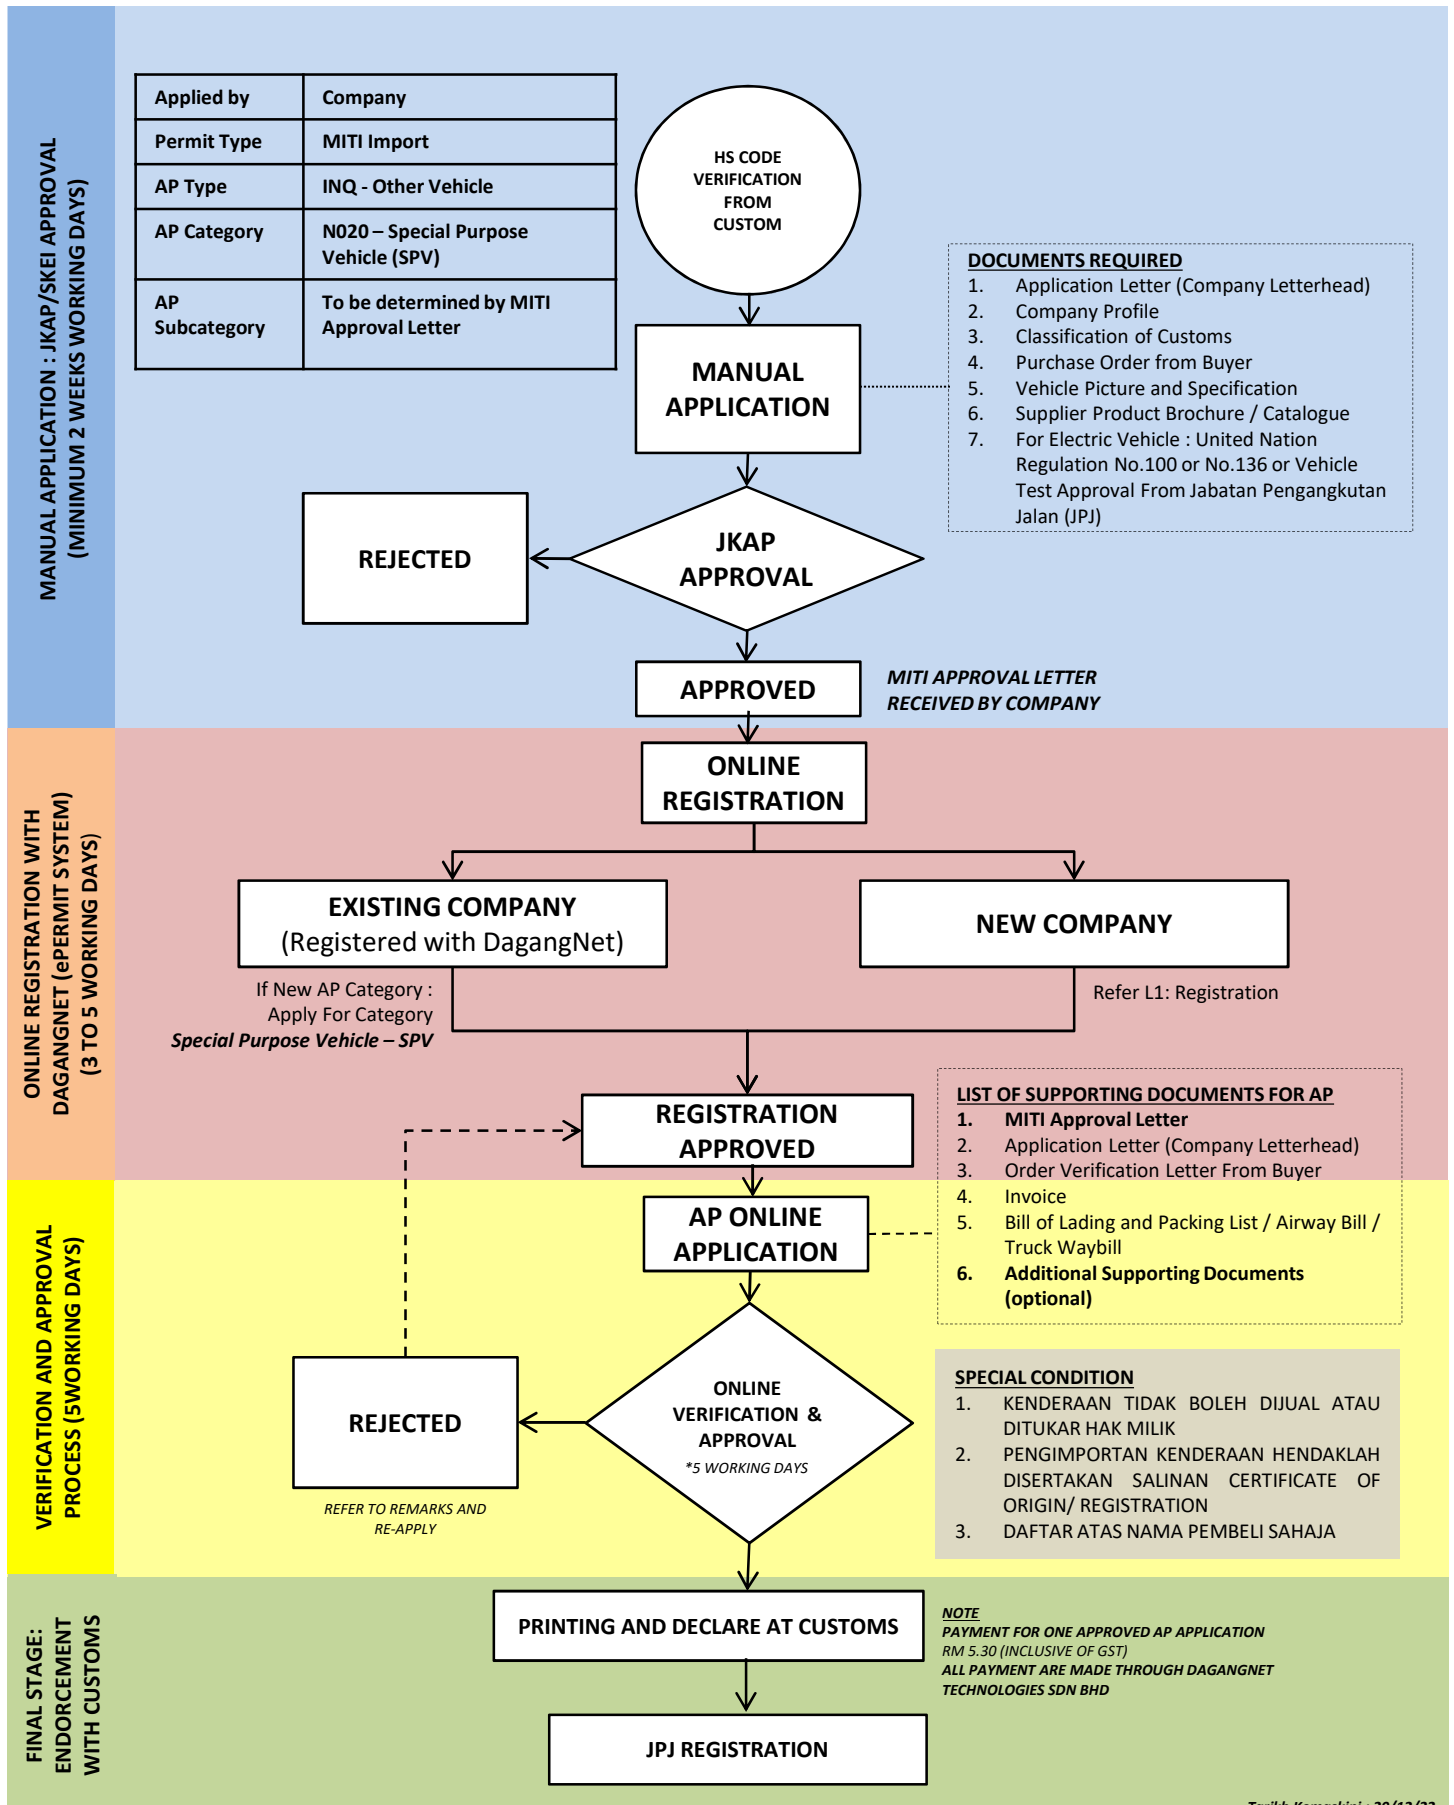 MANUAL APPLICATION : JKAP/SKEI APPROVAL
(MINIMUM 2 WEEKS WORKING DAYS)
Applied by
Company
Permit Type
MITI Import
AP Type
INQ - Other Vehicle
AP Category
N020 – Special Purpose
Vehicle (SPV)
AP
Subcategory
To be determined by MITI
Approval Letter
HS CODE
VERIFICATION
FROM
CUSTOM
MANUAL
APPLICATION
DOCUMENTS REQUIRED
1. Application Letter (Company Letterhead)
2. Company Profile
3. Classification of Customs
4. Purchase Order from Buyer
5. Vehicle Picture and Specification
6. Supplier Product Brochure / Catalogue
7. For Electric Vehicle : United Nation
Regulation No.100 or No.136 or Vehicle
Test Approval From Jabatan Pengangkutan
Jalan (JPJ)
JKAP
APPROVAL
REJECTED
APPROVED
MITI APPROVAL LETTER
RECEIVED BY COMPANY
ONLINE REGISTRATION WITH
DAGANGNET (ePERMIT SYSTEM)
(3 TO 5 WORKING DAYS)
ONLINE
REGISTRATION
EXISTING COMPANY
(Registered with DagangNet)
NEW COMPANY
If New AP Category :
Apply For Category
Special Purpose Vehicle – SPV
Refer L1: Registration
REGISTRATION
APPROVED
LIST OF SUPPORTING DOCUMENTS FOR AP
1. MITI Approval Letter
2. Application Letter (Company Letterhead)
3. Order Verification Letter From Buyer
4. Invoice
5. Bill of Lading and Packing List / Airway Bill /
Truck Waybill
6. Additional Supporting Documents
(optional)
VERIFICATION AND APPROVAL
PROCESS (5WORKING DAYS)
AP ONLINE
APPLICATION
ONLINE
VERIFICATION &
APPROVAL
*5 WORKING DAYS
REJECTED
REFER TO REMARKS AND
RE-APPLY
SPECIAL CONDITION
1. KENDERAAN TIDAK BOLEH DIJUAL ATAU
DITUKAR HAK MILIK
2. PENGIMPORTAN KENDERAAN HENDAKLAH
DISERTAKAN SALINAN CERTIFICATE OF
ORIGIN/ REGISTRATION
3. DAFTAR ATAS NAMA PEMBELI SAHAJA
FINAL STAGE:
ENDORCEMENT
WITH CUSTOMS
PRINTING AND DECLARE AT CUSTOMS
NOTE
PAYMENT FOR ONE APPROVED AP APPLICATION
RM 5.30 (INCLUSIVE OF GST)
ALL PAYMENT ARE MADE THROUGH DAGANGNET
TECHNOLOGIES SDN BHD
JPJ REGISTRATION